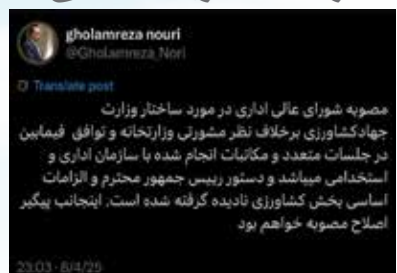 gholamreza nouri
@Gholamreza_Nori
Translate post
مصوبه شورای عالی اداری در مورد ساختار وزارت
جهادکشاورزی برخلاف نظر مشورتی وزارتخانه و توافق فیمابین
در جلسات متعدد و مکاتبات انجام شده با سازمان اداری و
استخدامی میباشد و دستور رییس جمهور محترم و الزامات
اساسی بخش کشاورزی نادیده گرفته شده است. اینجانب پیگیر
اصلاح مصوبه خواهم بود
23:03 - 8/4/25